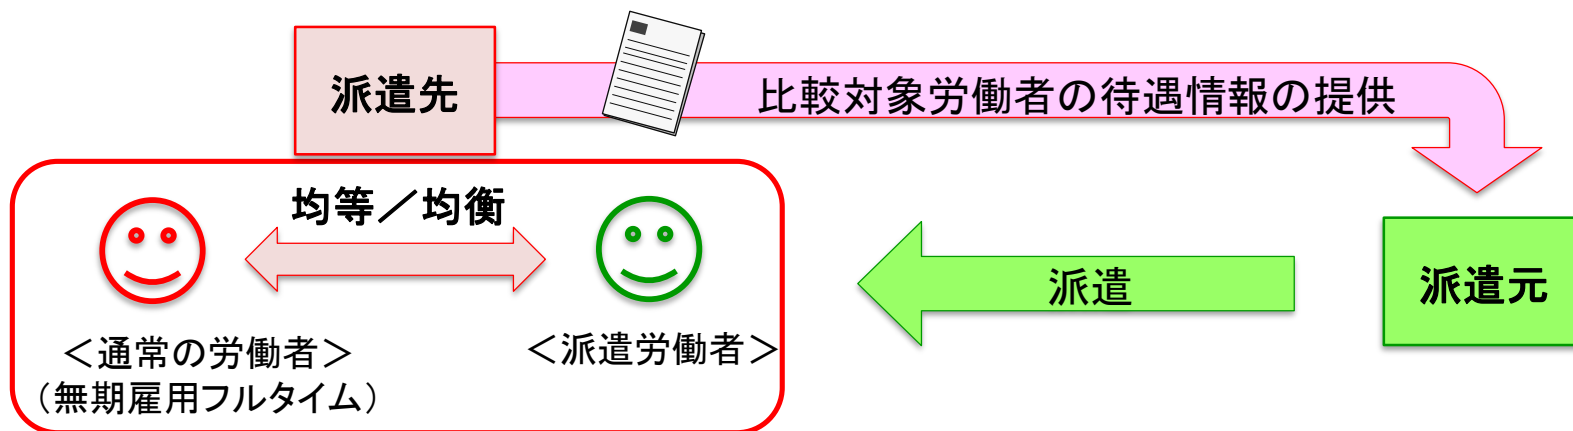 派遣先
比較対象労働者の待遇情報の提供
均等／均衡
派遣
派遣元
＜通常の労働者＞
（無期雇用フルタイム）
＜派遣労働者＞